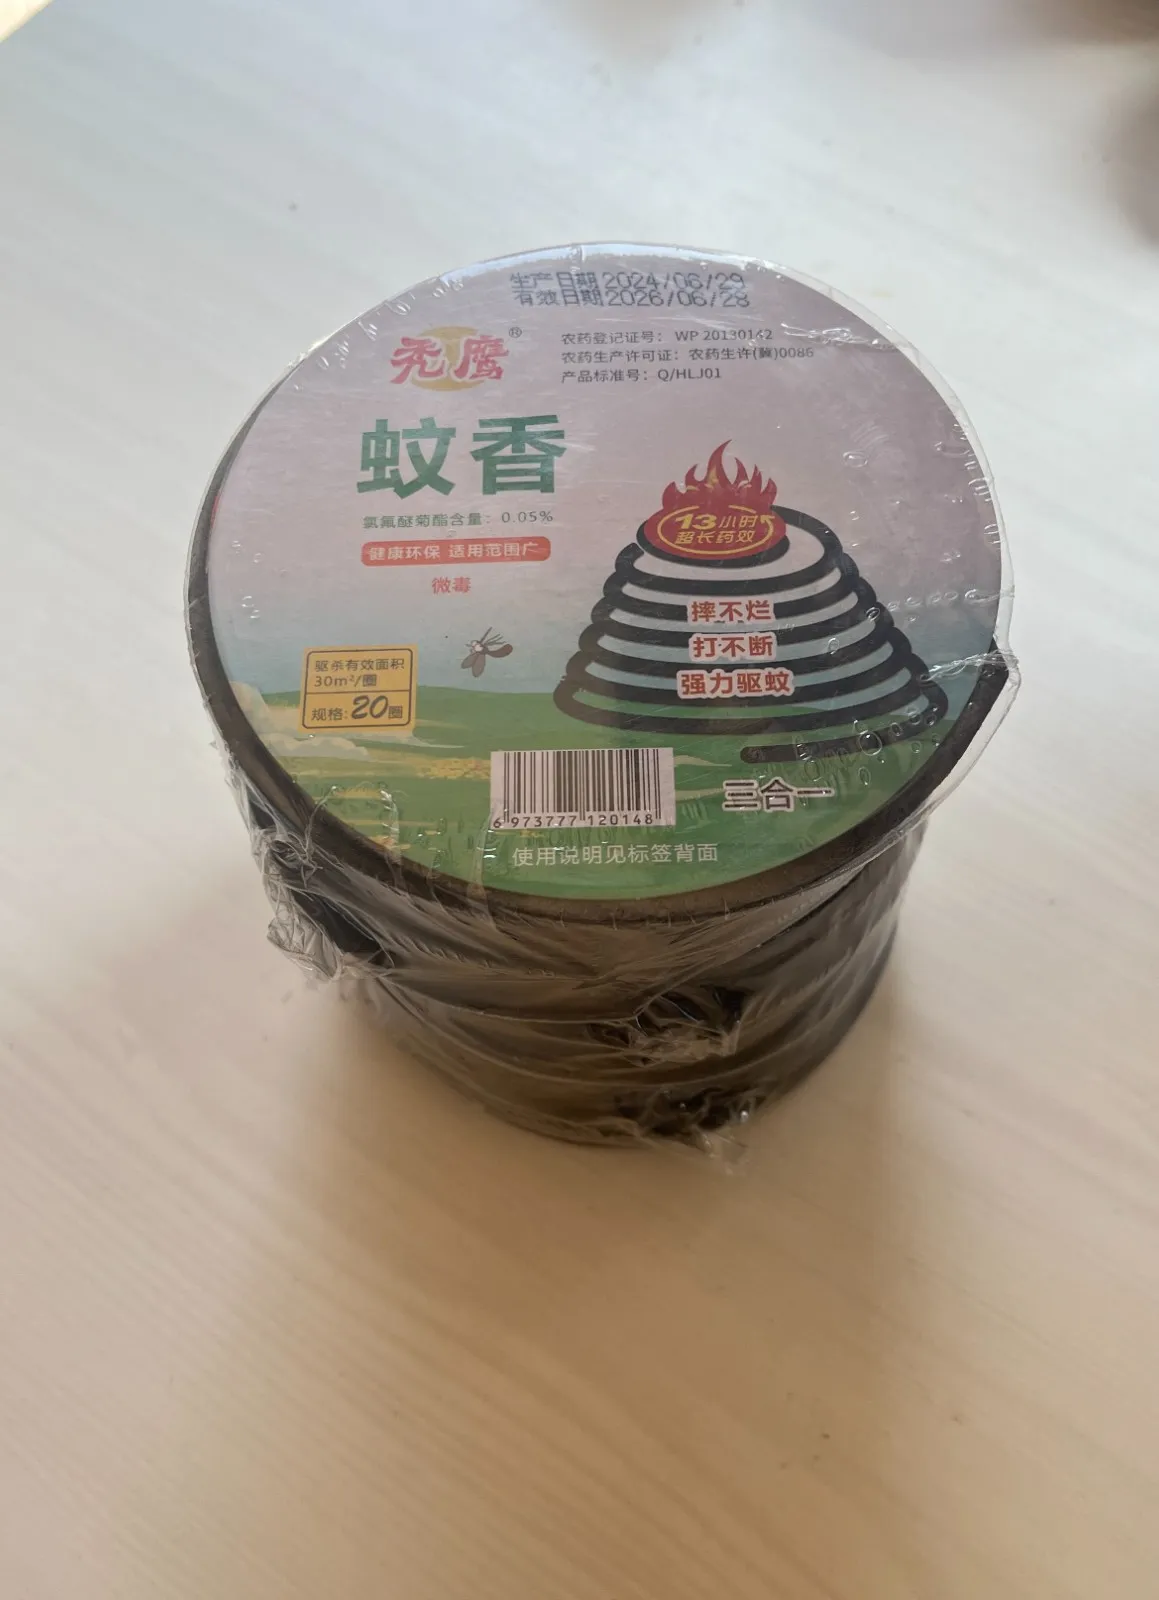 生产日期2024/06/29
有效日期2026/06/28
秃鹰®
农药登记证号： WP 20130142
农药生产许可证：农药生许(冀)0086
产品标准号：Q/HLJ01
蚊香
氯氟醚菊酯含量：0.05%
健康环保 适用范围广
微毒
13小时
超长药效
摔不烂
打不断
强力驱蚊
驱杀有效面积
30m²/圈
规格:20圈
三合一
6 973777 120148
使用说明见标签背面